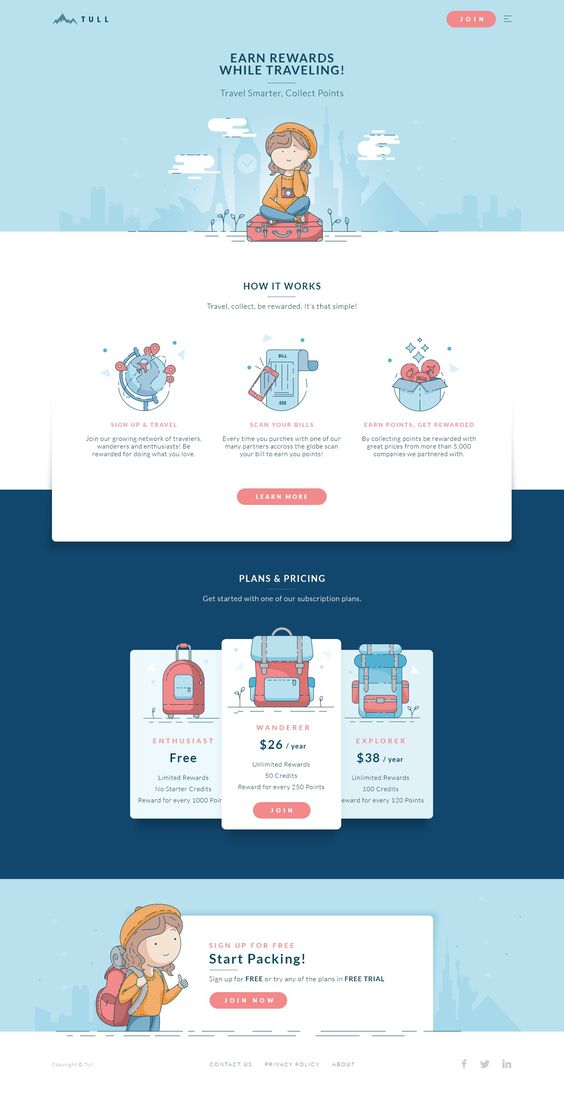 TULL
JOIN
EARN REWARDS
WHILE TRAVELING!
Travel Smarter, Collect Points
HOW IT WORKS
Travel, collect, be rewarded. It's that simple!
BILL
$$$
SIGN UP & TRAVEL
Join our growing network of travelers,
wanderers and enthusiasts! Be
rewarded for doing what you love.
SCAN YOUR BILLS
Every time you purches with one of our
many partners accross the globe scan
your bill to earn you points!
EARN POINTS, GET REWARDED
By collecting points be rewarded with
great prices from more than 5,000
companies we partnered with.
LEARN MORE
PLANS & PRICING
Get started with one of our subscription plans.
ENTHUSIAST
Free
Limited Rewards
No Starter Credits
Reward for every 1000 Poin
WANDERER
$26 / year
Unlimited Rewards
50 Credits
Reward for every 250 Points
JOIN
EXPLORER
$38 / year
Unlimited Rewards
100 Credits
eward for every 120 Points
SIGN UP FOR FREE
Start Packing!
Sign up for FREE or try any of the plans in FREE TRIAL
JOIN NOW
Copyright © Tull
CONTACT US
PRIVACY POLICY
ABOUT